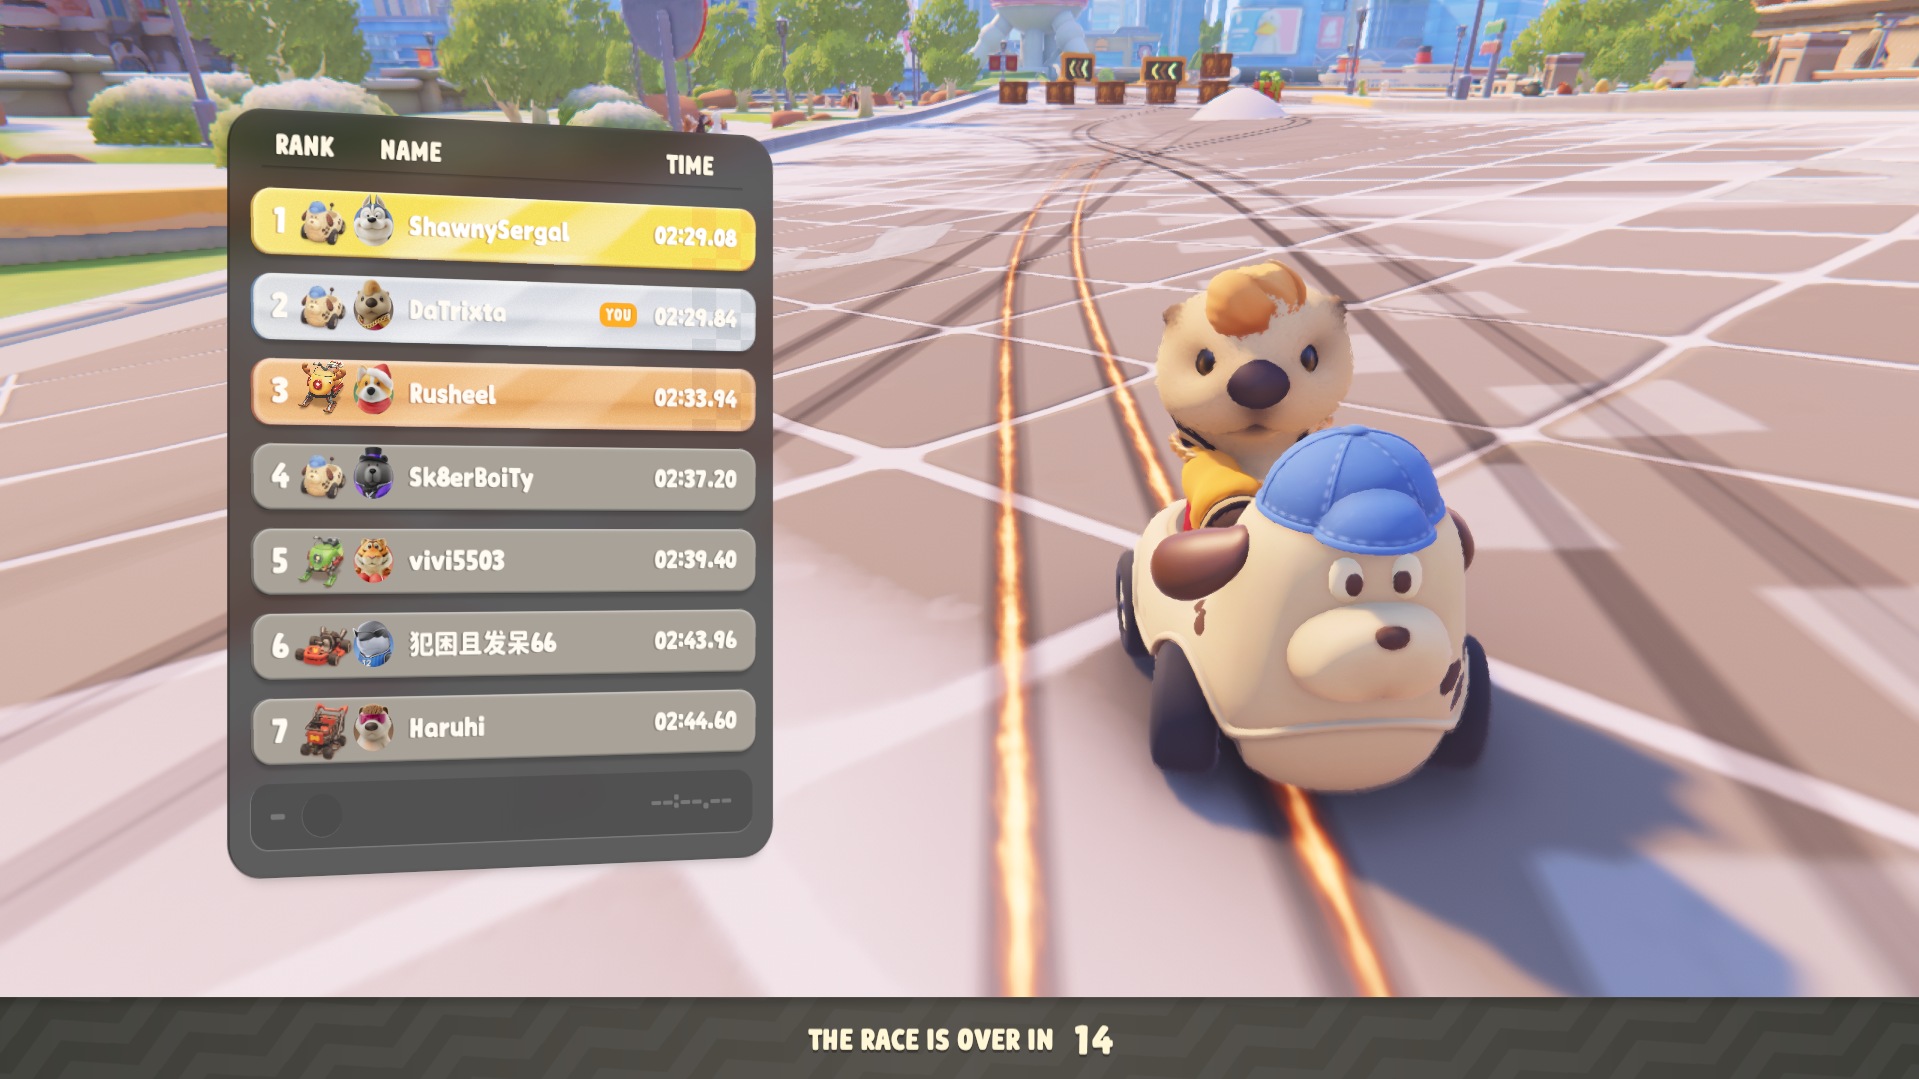 RANK NAME TIME
1 ShawnySergal 02:29.08
2 DaTrixta YOU 02:29.84
3 Rusheel 02:33.94
4 Sk8erBoiTy 02:37.20
5 vivi5503 02:39.40
6 犯困且发呆66 02:43.96
7 Haruhi 02:44.60
- --:--.--
THE RACE IS OVER IN 14